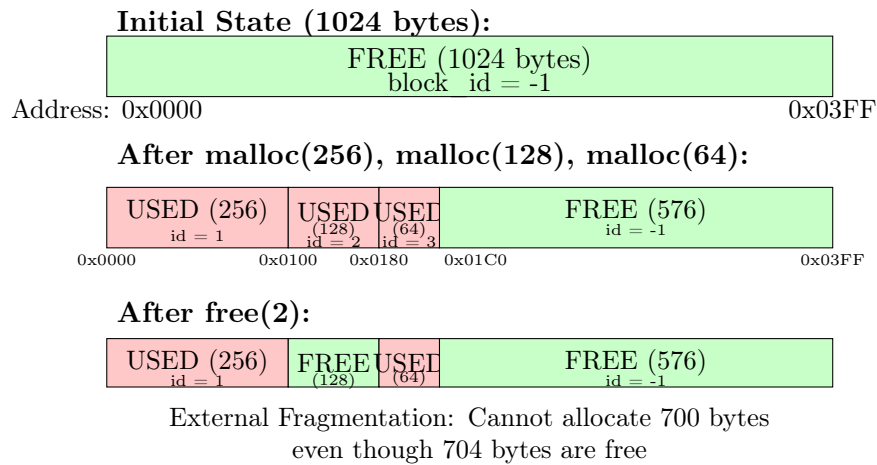 Initial State (1024 bytes):
FREE (1024 bytes)
block_id = -1
Address: 0x0000 0x03FF
After malloc(256), malloc(128), malloc(64):
USED (256) USED USED FREE (576)
(128) (64)
id = 1 id = 2 id = 3 id = -1
0x0000 0x0100 0x0180 0x01C0 0x03FF
After free(2):
USED (256) FREE USED FREE (576)
id = 1 (128) (64) id = -1
External Fragmentation: Cannot allocate 700 bytes
even though 704 bytes are free